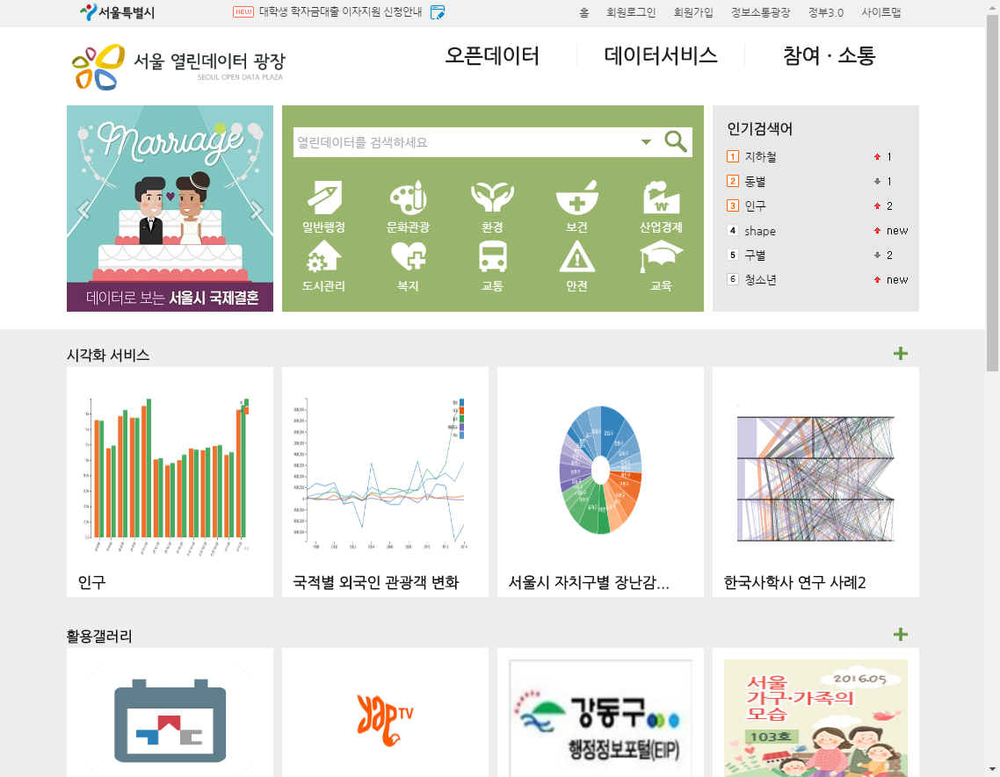 서울특별시
NEW 대학생 학자금대출 이자지원 신청안내
홈 회원로그인 회원가입 정보소통광장 정부3.0 사이트맵
서울 열린데이터 광장
SEOUL OPEN DATA PLAZA
오픈데이터 데이터서비스 참여 · 소통
Marriage
데이터로 보는 서울시 국제결혼
열린데이터를 검색하세요
일반행정 문화관광 환경 보건 산업경제
도시관리 복지 교통 안전 교육
인기검색어
1 지하철 1
2 동별 1
3 인구 2
4 shape new
5 구별 2
6 청소년 new
시각화 서비스
인구
국적별 외국인 관광객 변화
서울시 자치구별 장난감...
한국사학사 연구 사례2
활용갤러리
yap TV
강동구
행정정보포털(EIP)
2016.05
서울
가구·가족의
모습
103호